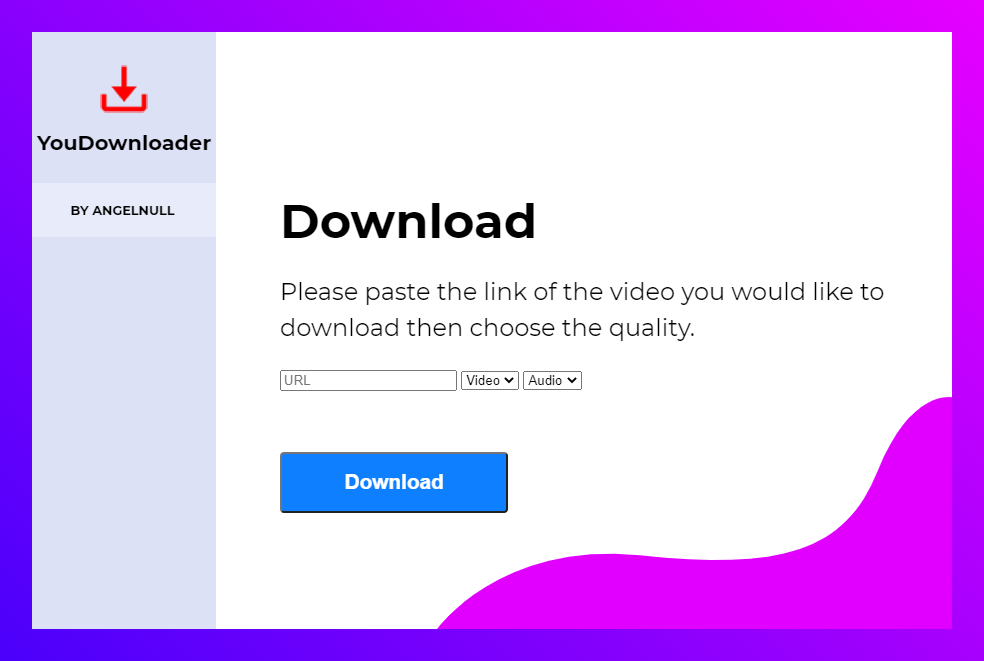 YouDownloader
BY ANGELNULL
Download
Please paste the link of the video you would like to
download then choose the quality.
URL Video Audio
Download